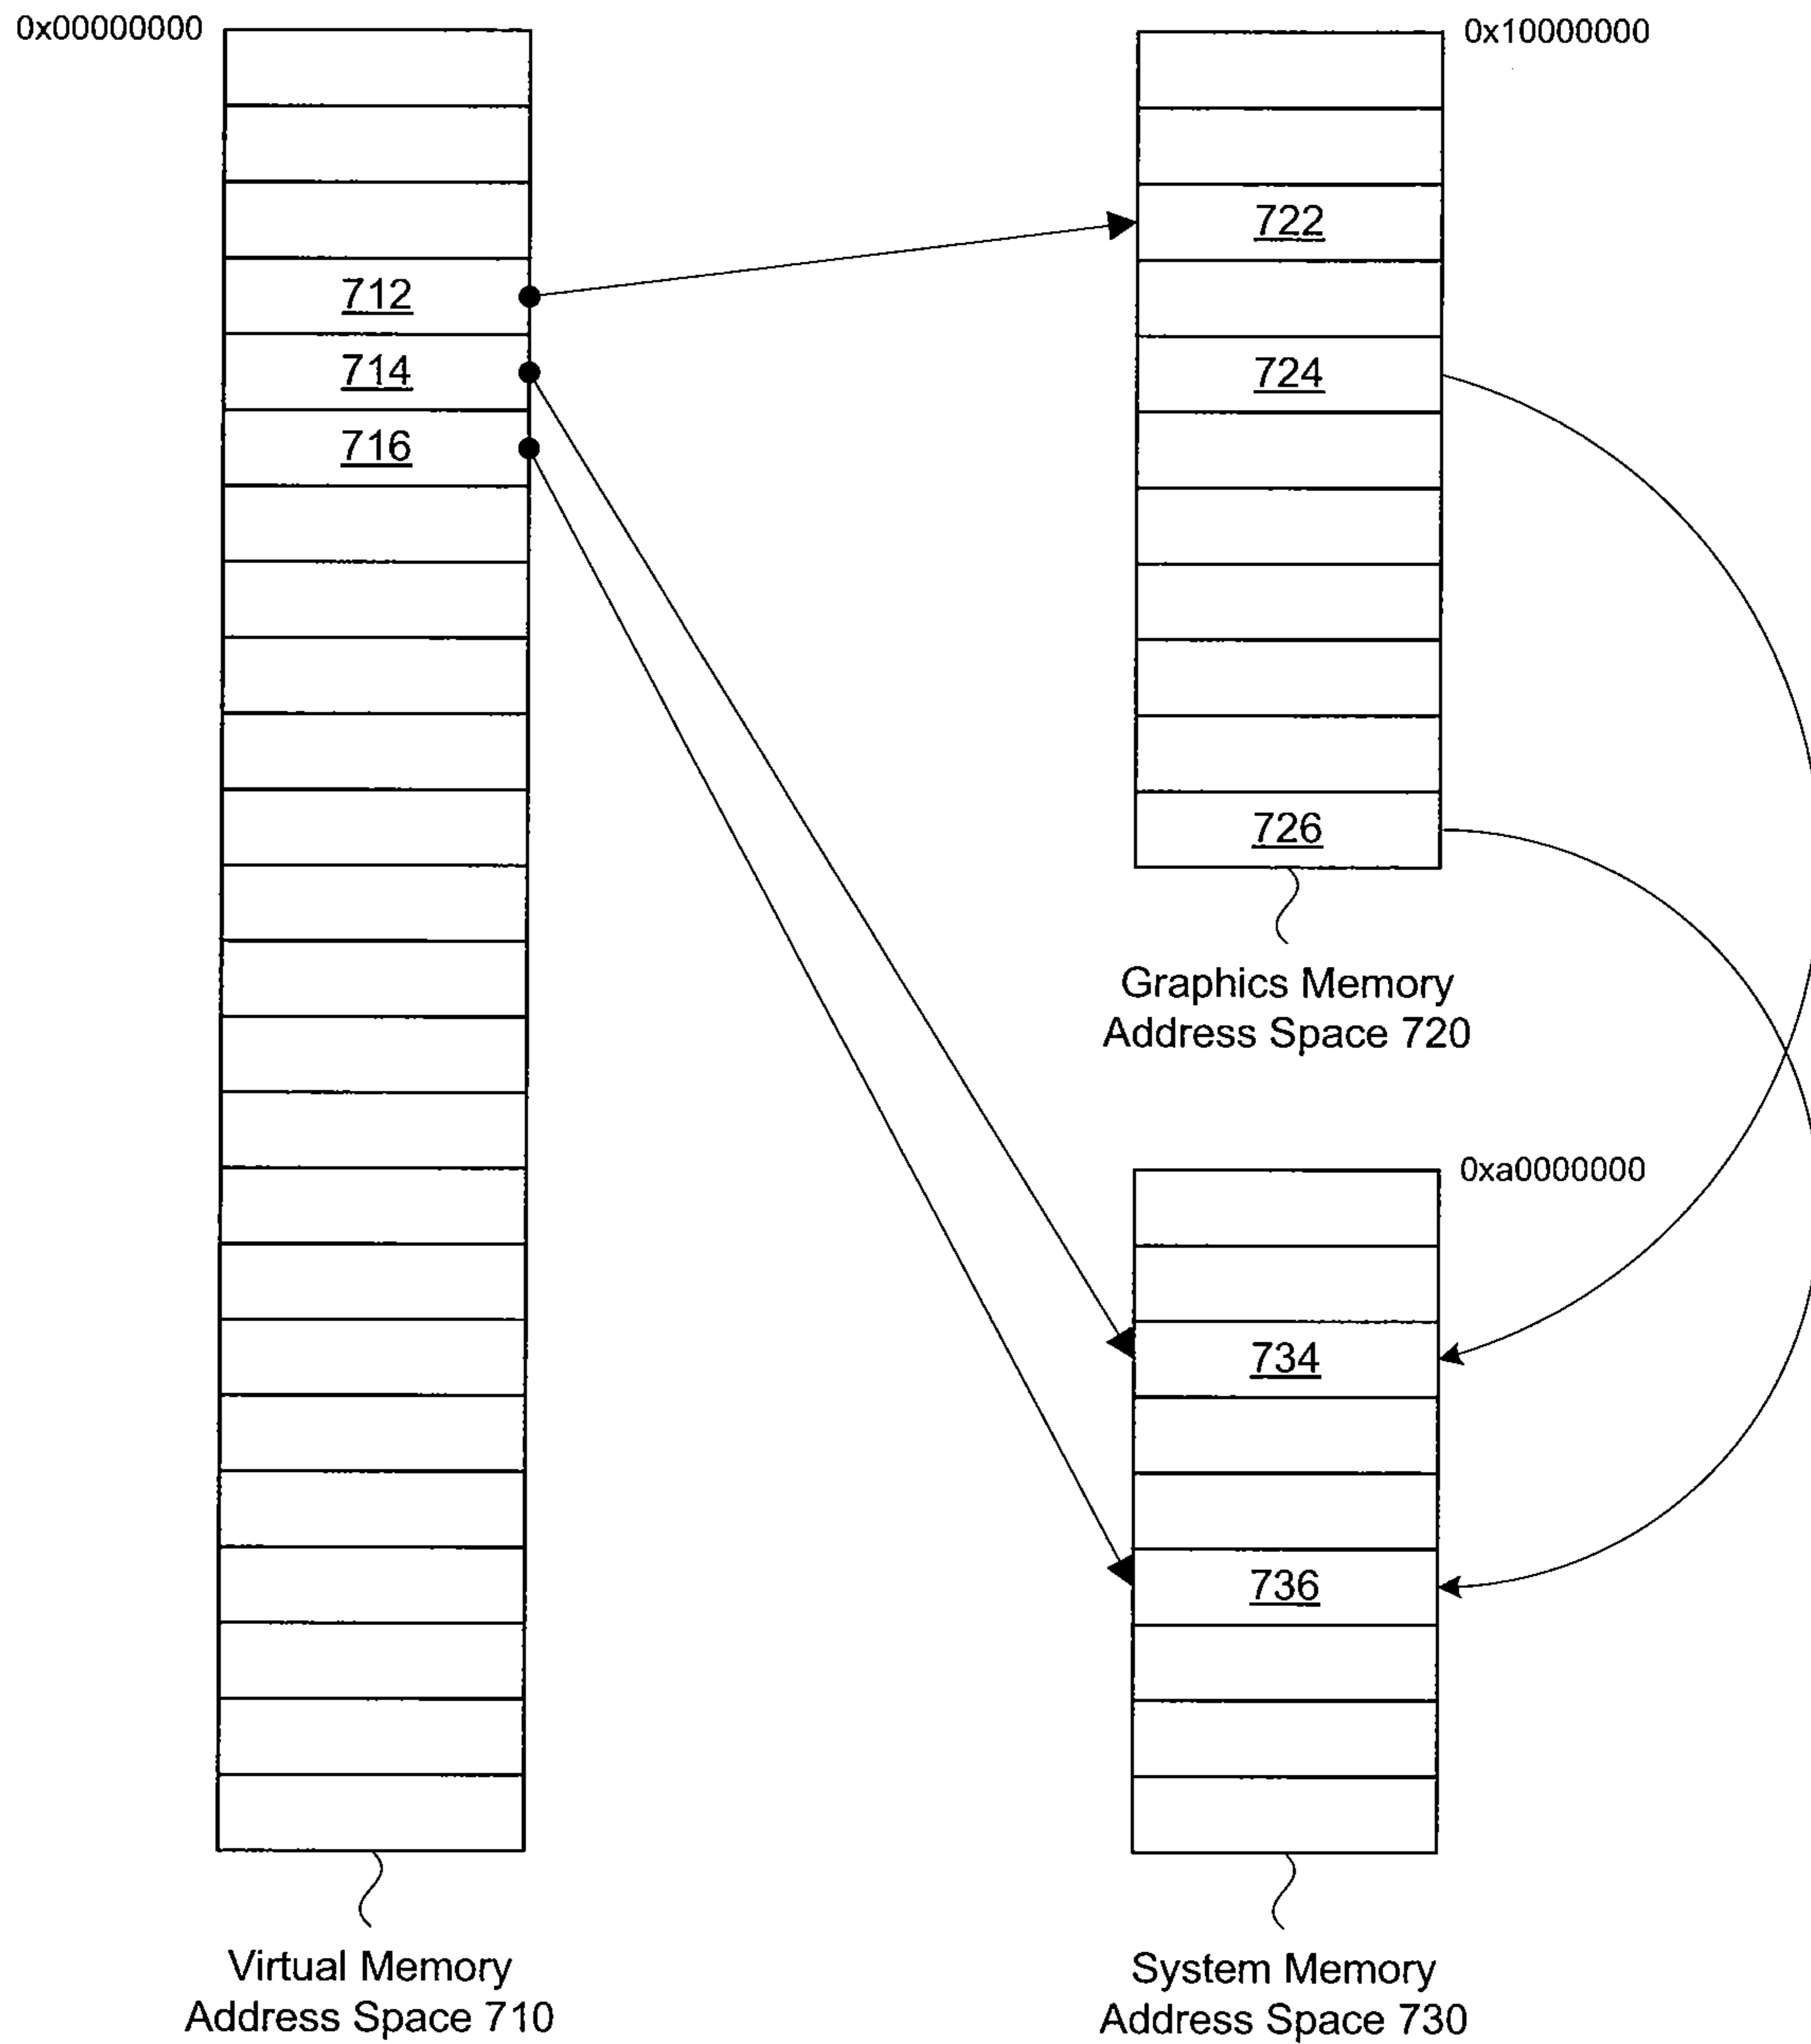 0x00000000
0x10000000
722
712
714
724
716
726
Graphics Memory
Address Space 720
0xa0000000
734
736
Virtual Memory
Address Space 710
System Memory
Address Space 730